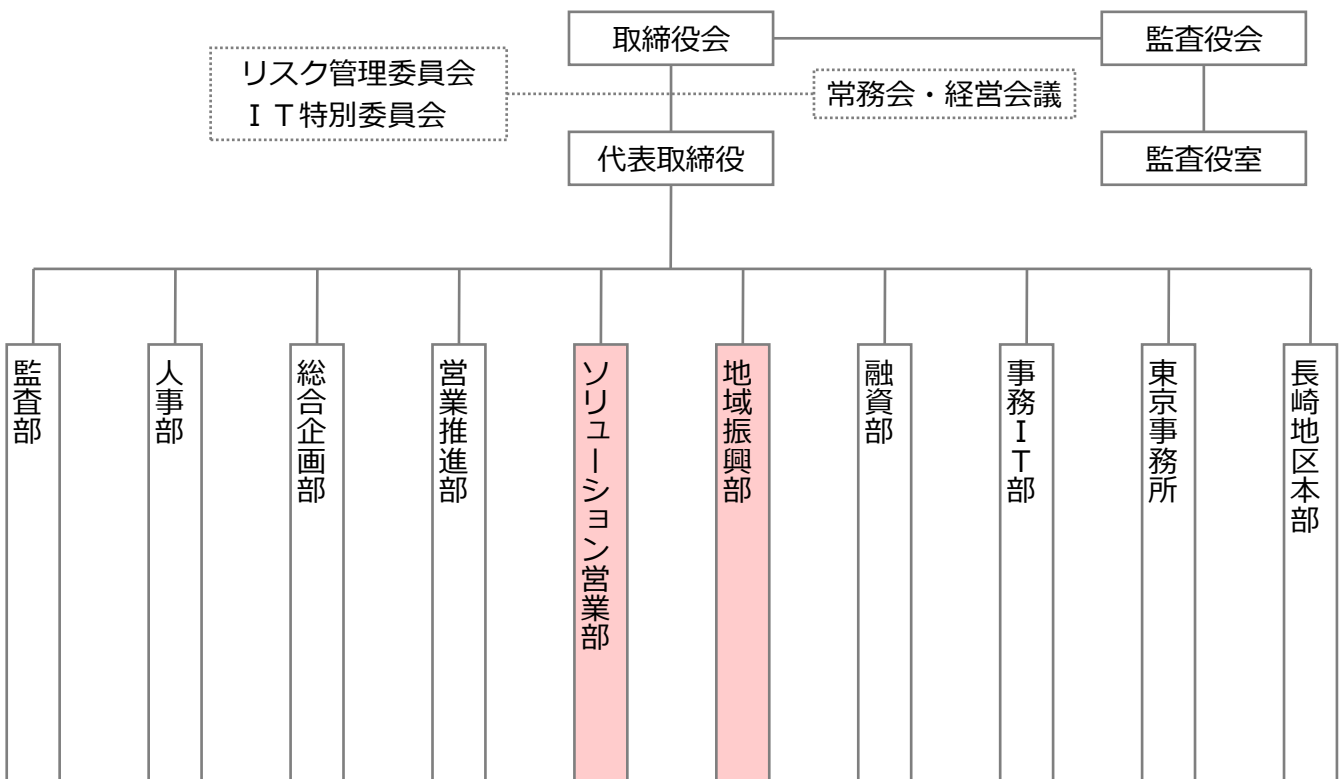 取締役会
監査役会
リスク管理委員会
ＩＴ特別委員会
常務会・経営会議
代表取締役
監査役室
監査部
人事部
総合企画部
営業推進部
ソリューション営業部
地域振興部
融資部
事務ＩＴ部
東京事務所
長崎地区本部